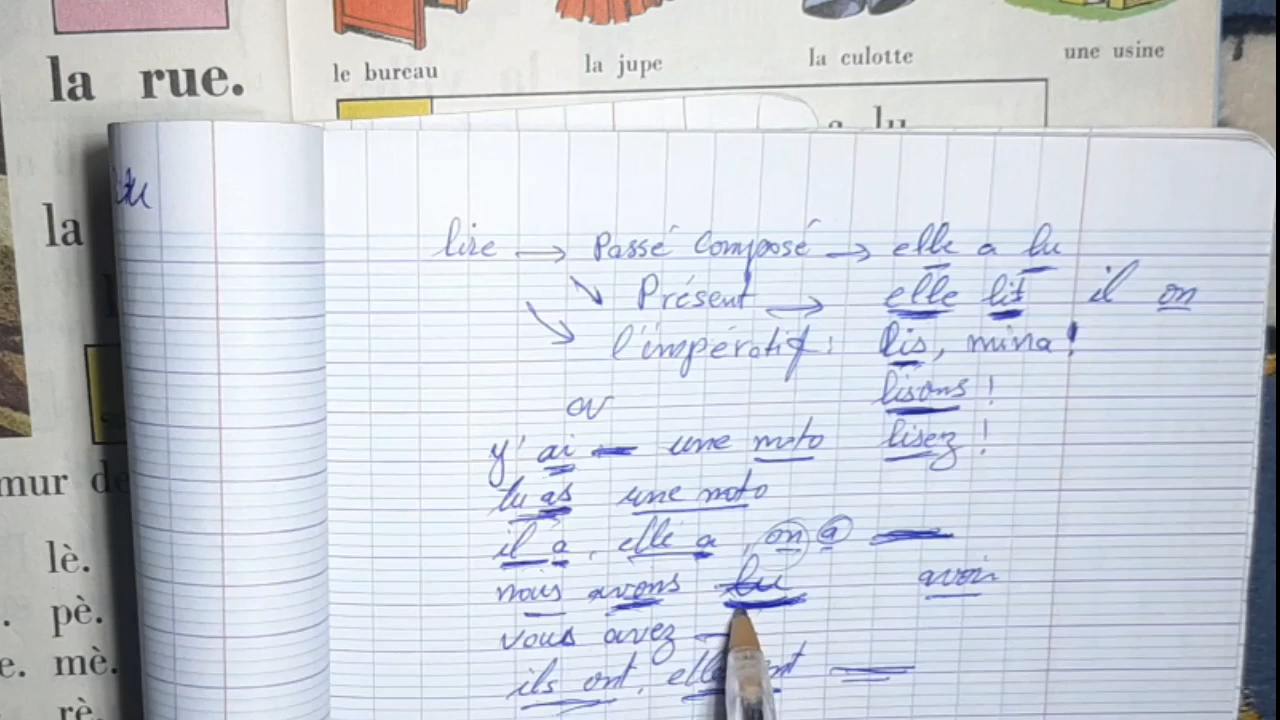 le bureau la jupe la culotte une usine
la rue.
a lu
la
mur de
lè.
pè.
mè.
rè.
lire → Passé Composé → elle a lu
Présent → elle lit il on
l'impératif : lis, mina !
lisons !
ou
j'ai une moto lisez !
tu as une moto
il a, elle a, on a
nous avons lu avoir
vous avez
ils ont, elles ont